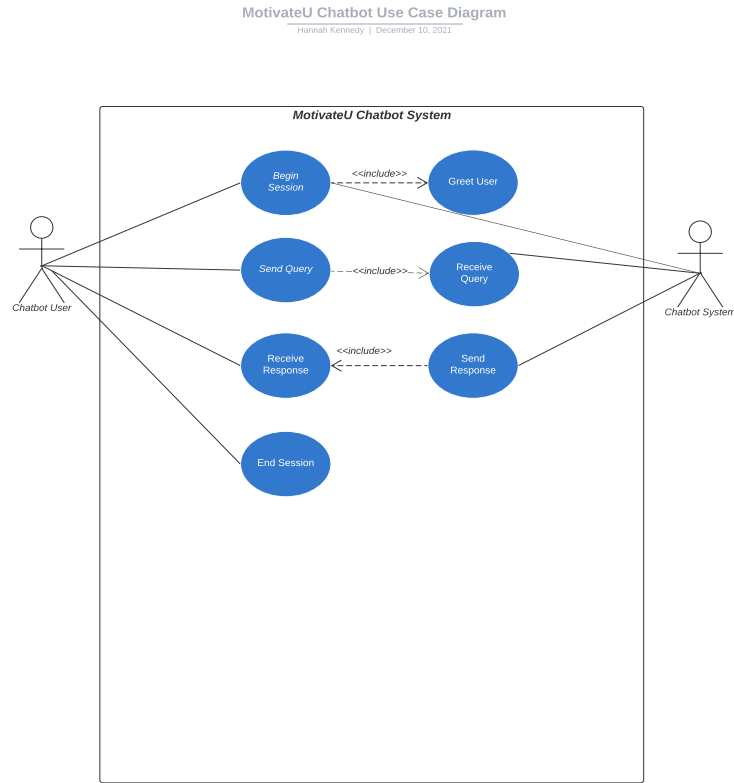 MotivateU Chatbot Use Case Diagram
Hannah Kennedy | December 10, 2021
MotivateU Chatbot System
Begin
Session
<<include>>
Greet User
Send Query
<<include>>
Receive
Query
Chatbot User
Chatbot System
Receive
Response
<<include>>
Send
Response
End Session